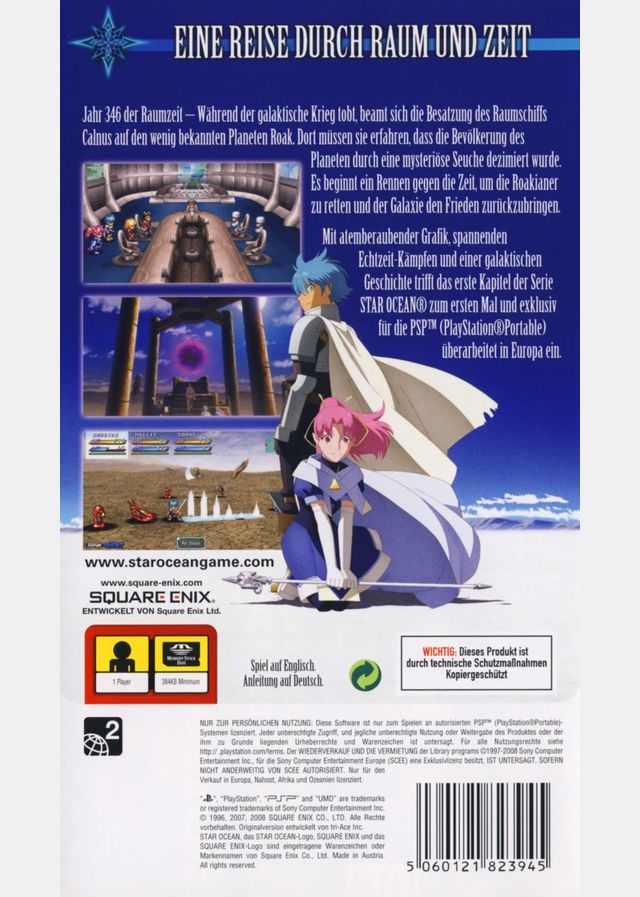 EINE REISE DURCH RAUM UND ZEIT
Jahr 346 der Raumzeit – Während der galaktische Krieg tobt, beamt sich die Besatzung des Raumschiffs
Calnus auf den wenig bekannten Planeten Roak. Dort müssen sie erfahren, dass die Bevölkerung des
Planeten durch eine mysteriöse Seuche dezimiert wurde.
Es beginnt ein Rennen gegen die Zeit, um die Roakianer
zu retten und der Galaxie den Frieden zurückzubringen.
Mit atemberaubender Grafik, spannenden
Echtzeit-Kämpfen und einer galaktischen
Geschichte trifft das erste Kapitel der Serie
STAR OCEAN® zum ersten Mal und exklusiv
für die PSP™ (PlayStation®Portable)
überarbeitet in Europa ein.
www.staroceangame.com
www.square-enix.com
SQUARE ENIX®
ENTWICKELT VON Square Enix Ltd.
1 Player
MEMORY STICK
DUO
384KB Minimum
Spiel auf Englisch.
Anleitung auf Deutsch.
WICHTIG: Dieses Produkt ist
durch technische Schutzmaßnahmen
Kopiergeschützt
2
NUR ZUR PERSÖNLICHEN NUTZUNG: Diese Software ist nur zum Spielen an autorisierten PSP™ (PlayStation®Portable)-
Systemen lizenziert. Jeder unberechtigte Zugriff, und jegliche unberechtigte Nutzung oder Weitergabe des Produktes oder der
ihm zu Grunde liegenden Urheberrechte und Warenzeichen ist untersagt. Für alle Nutzungsrechte siehe
http://.playstation.com/terms. Der WIEDERVERKAUF UND DIE VERMIETUNG der Library programs ©1997-2008 Sony Computer
Entertainment Inc., für die Sony Computer Entertainment Europe (SCEE) eine Exklusivlizenz besitzt, IST UNTERSAGT, SOFERN
NICHT ANDERWEITIG VON SCEE AUTORISIERT. Nur für den
Verkauf in Europa, Nahost, Afrika und Ozeanien lizenziert.
"PS", "PlayStation", "PSP" and "UMD" are trademarks
or registered trademarks of Sony Computer Entertainment Inc.
© 1996, 2007, 2008 SQUARE ENIX CO., LTD. Alle Rechte
vorbehalten. Originalversion entwickelt von tri-Ace Inc.
STAR OCEAN, das STAR OCEAN-Logo, SQUARE ENIX und das
SQUARE ENIX-Logo sind eingetragene Warenzeichen oder
Markennamen von Square Enix Co., Ltd. Made in Austria.
All rights reserved.
5 060121 823945